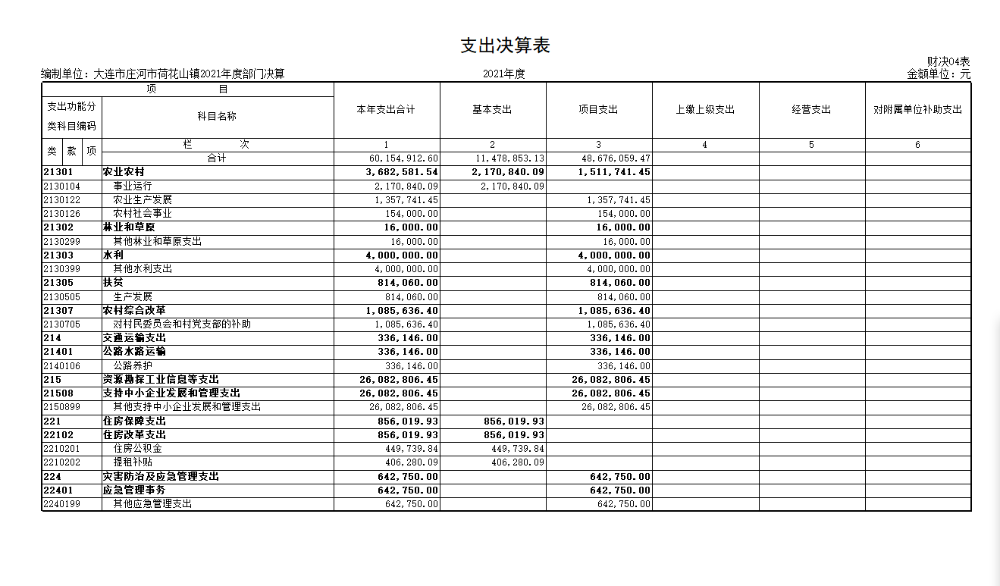 支出决算表
财决04表
编制单位：大连市庄河市荷花山镇2021年度部门决算 2021年度 金额单位：元
项 目 本年支出合计 基本支出 项目支出 上缴上级支出 经营支出 对附属单位补助支出
支出功能分类科目编码 科目名称
类 款 项 栏 次 1 2 3 4 5 6
合计 60,154,912.60 11,478,853.13 48,676,059.47
21301 农业农村 3,682,581.54 2,170,840.09 1,511,741.45
2130104 事业运行 2,170,840.09 2,170,840.09
2130122 农业生产发展 1,357,741.45 1,357,741.45
2130126 农村社会事业 154,000.00 154,000.00
21302 林业和草原 16,000.00 16,000.00
2130299 其他林业和草原支出 16,000.00 16,000.00
21303 水利 4,000,000.00 4,000,000.00
2130399 其他水利支出 4,000,000.00 4,000,000.00
21305 扶贫 814,060.00 814,060.00
2130505 生产发展 814,060.00 814,060.00
21307 农村综合改革 1,085,636.40 1,085,636.40
2130705 对村民委员会和村党支部的补助 1,085,636.40 1,085,636.40
214 交通运输支出 336,146.00 336,146.00
21401 公路水路运输 336,146.00 336,146.00
2140106 公路养护 336,146.00 336,146.00
215 资源勘探工业信息等支出 26,082,806.45 26,082,806.45
21508 支持中小企业发展和管理支出 26,082,806.45 26,082,806.45
2150899 其他支持中小企业发展和管理支出 26,082,806.45 26,082,806.45
221 住房保障支出 856,019.93 856,019.93
22102 住房改革支出 856,019.93 856,019.93
2210201 住房公积金 449,739.84 449,739.84
2210202 提租补贴 406,280.09 406,280.09
224 灾害防治及应急管理支出 642,750.00 642,750.00
22401 应急管理事务 642,750.00 642,750.00
2240199 其他应急管理支出 642,750.00 642,750.00